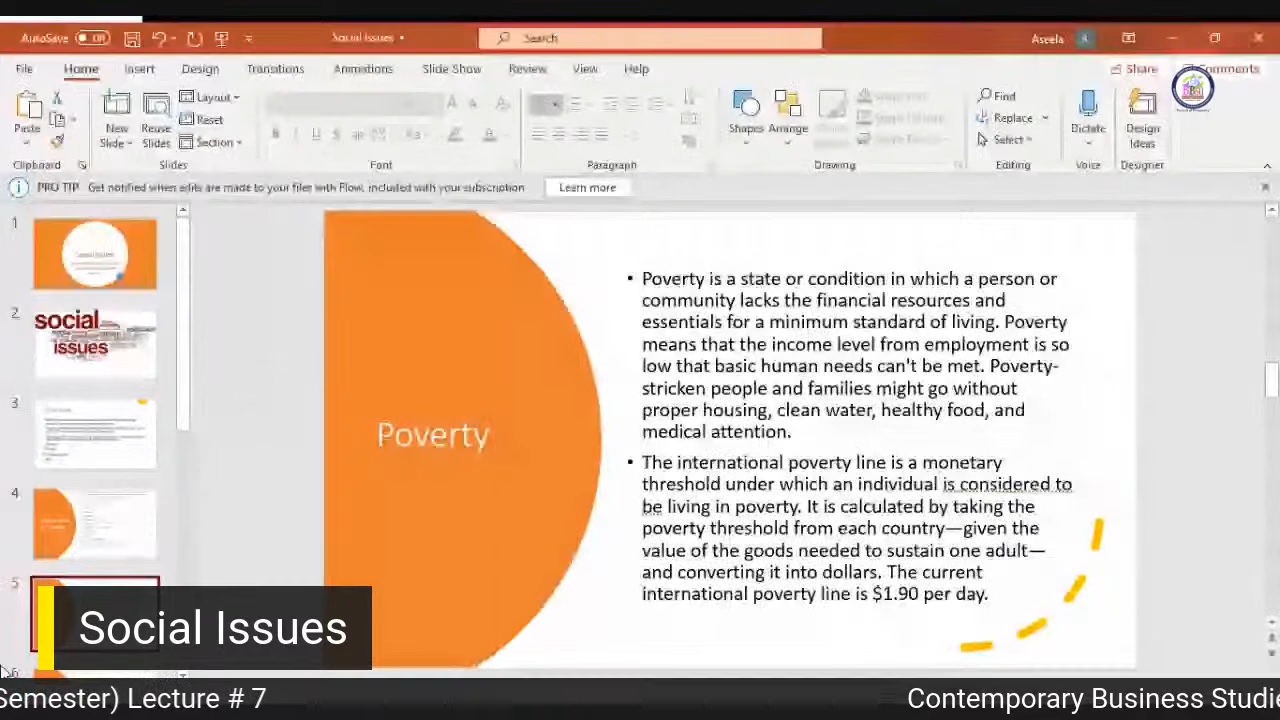 AutoSave Off Social Issues Search Aseela
File Home Insert Design Transitions Animations Slide Show Review View Help Share Comments
Layout
Reset
Section
Paste New Slide Reuse Slides Shapes Arrange Find Replace Select Dictate Design Ideas
Clipboard Slides Font Paragraph Drawing Editing Voice Designer
PRO TIP Get notified when edits are made to your files with Flow, included with your subscription Learn more
1
2
social
issues
3
4
5
Poverty
• Poverty is a state or condition in which a person or
community lacks the financial resources and
essentials for a minimum standard of living. Poverty
means that the income level from employment is so
low that basic human needs can't be met. Poverty-
stricken people and families might go without
proper housing, clean water, healthy food, and
medical attention.
• The international poverty line is a monetary
threshold under which an individual is considered to
be living in poverty. It is calculated by taking the
poverty threshold from each country—given the
value of the goods needed to sustain one adult—
and converting it into dollars. The current
international poverty line is $1.90 per day.
Social Issues
Semester) Lecture # 7 Contemporary Business Studie